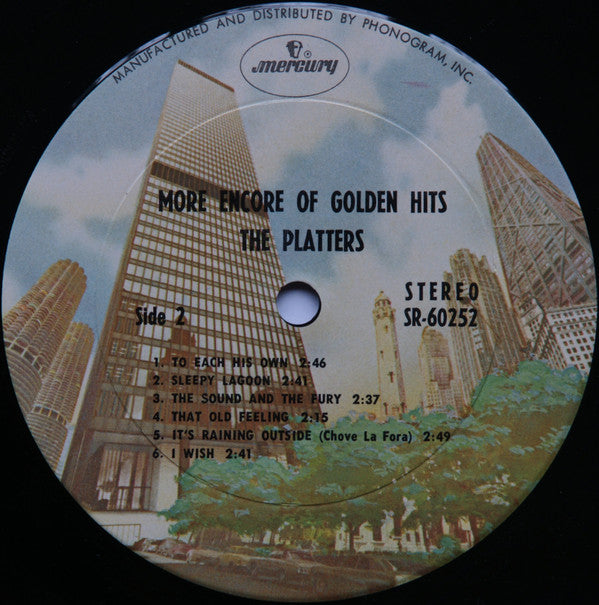 MANUFACTURED AND DISTRIBUTED BY PHONOGRAM, INC.
mercury
MORE ENCORE OF GOLDEN HITS
THE PLATTERS
STEREO
Side 2
SR-60252
1. TO EACH HIS OWN 2:46
2. SLEEPY LAGOON 2:41
3. THE SOUND AND THE FURY 2:37
4. THAT OLD FEELING 2:15
5. IT'S RAINING OUTSIDE (Chove La Fora) 2:49
6. I WISH 2:41